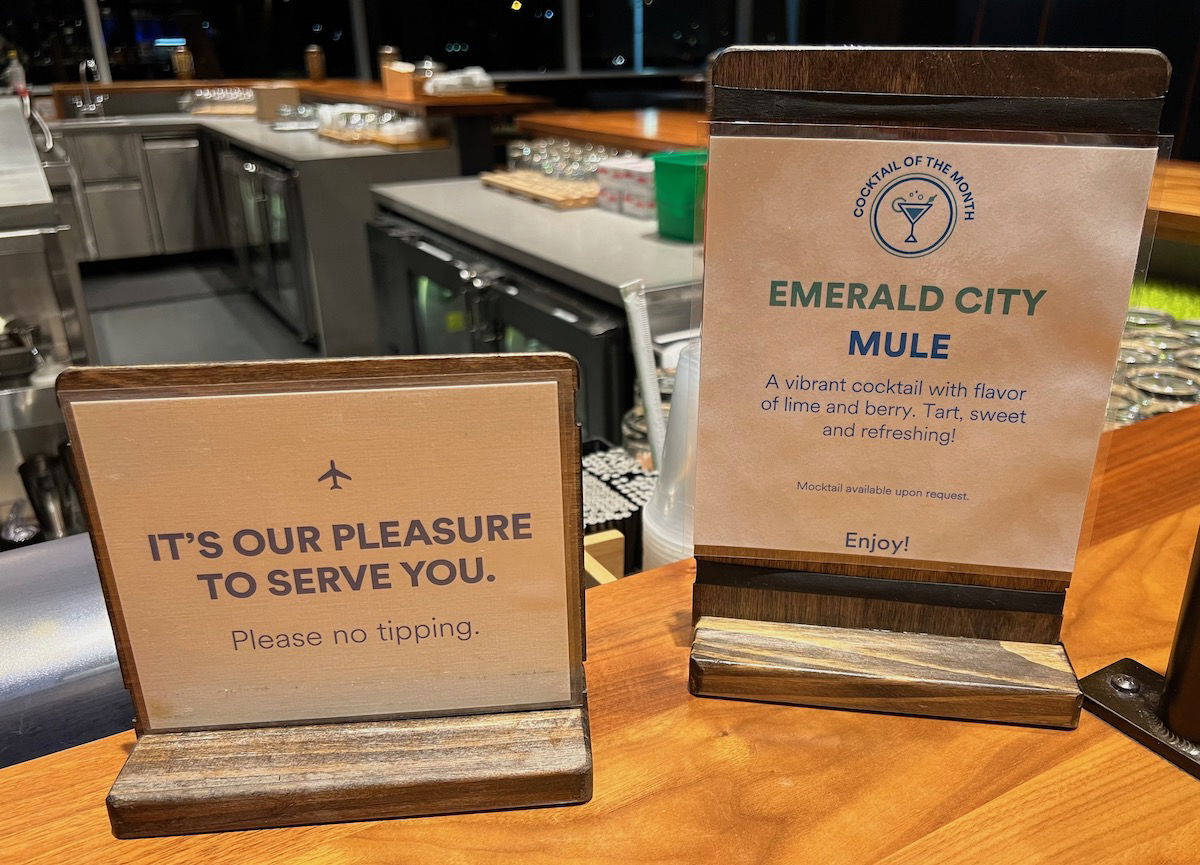 IT'S OUR PLEASURE
TO SERVE YOU.
Please no tipping.
COCKTAIL OF THE MONTH
EMERALD CITY
MULE
A vibrant cocktail with flavor
of lime and berry. Tart, sweet
and refreshing!
Mocktail available upon request.
Enjoy!